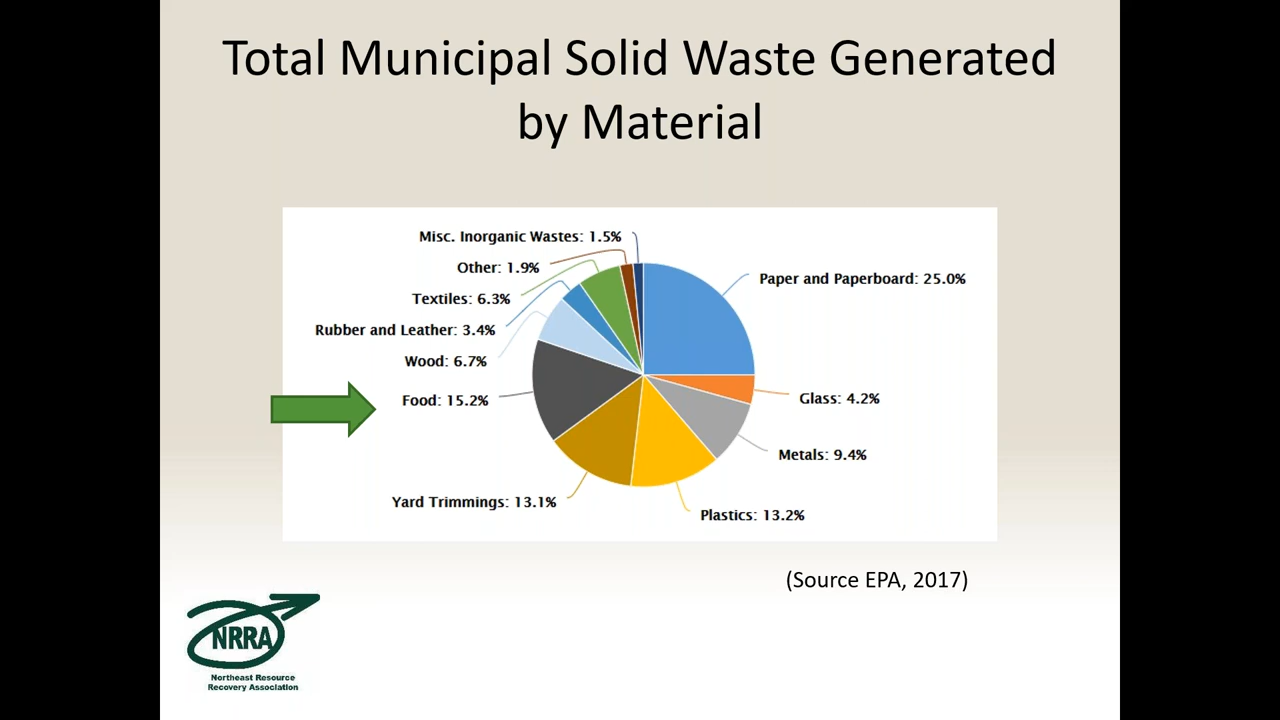 Total Municipal Solid Waste Generated
by Material
Misc. Inorganic Wastes: 1.5%
Other: 1.9%
Textiles: 6.3%
Rubber and Leather: 3.4%
Wood: 6.7%
Food: 15.2%
Yard Trimmings: 13.1%
Paper and Paperboard: 25.0%
Glass: 4.2%
Metals: 9.4%
Plastics: 13.2%
(Source EPA, 2017)
NRRA
Northeast Resource
Recovery Association